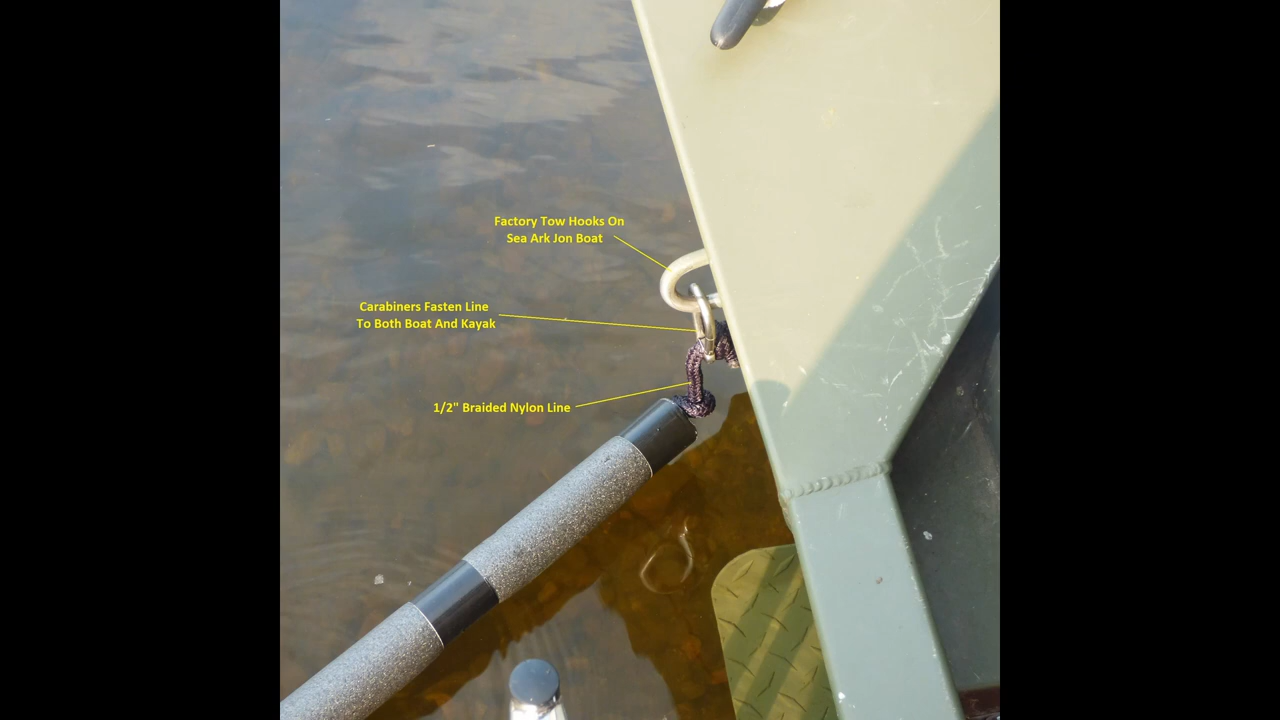 Factory Tow Hooks On
Sea Ark Jon Boat
Carabiners Fasten Line
To Both Boat And Kayak
1/2" Braided Nylon Line